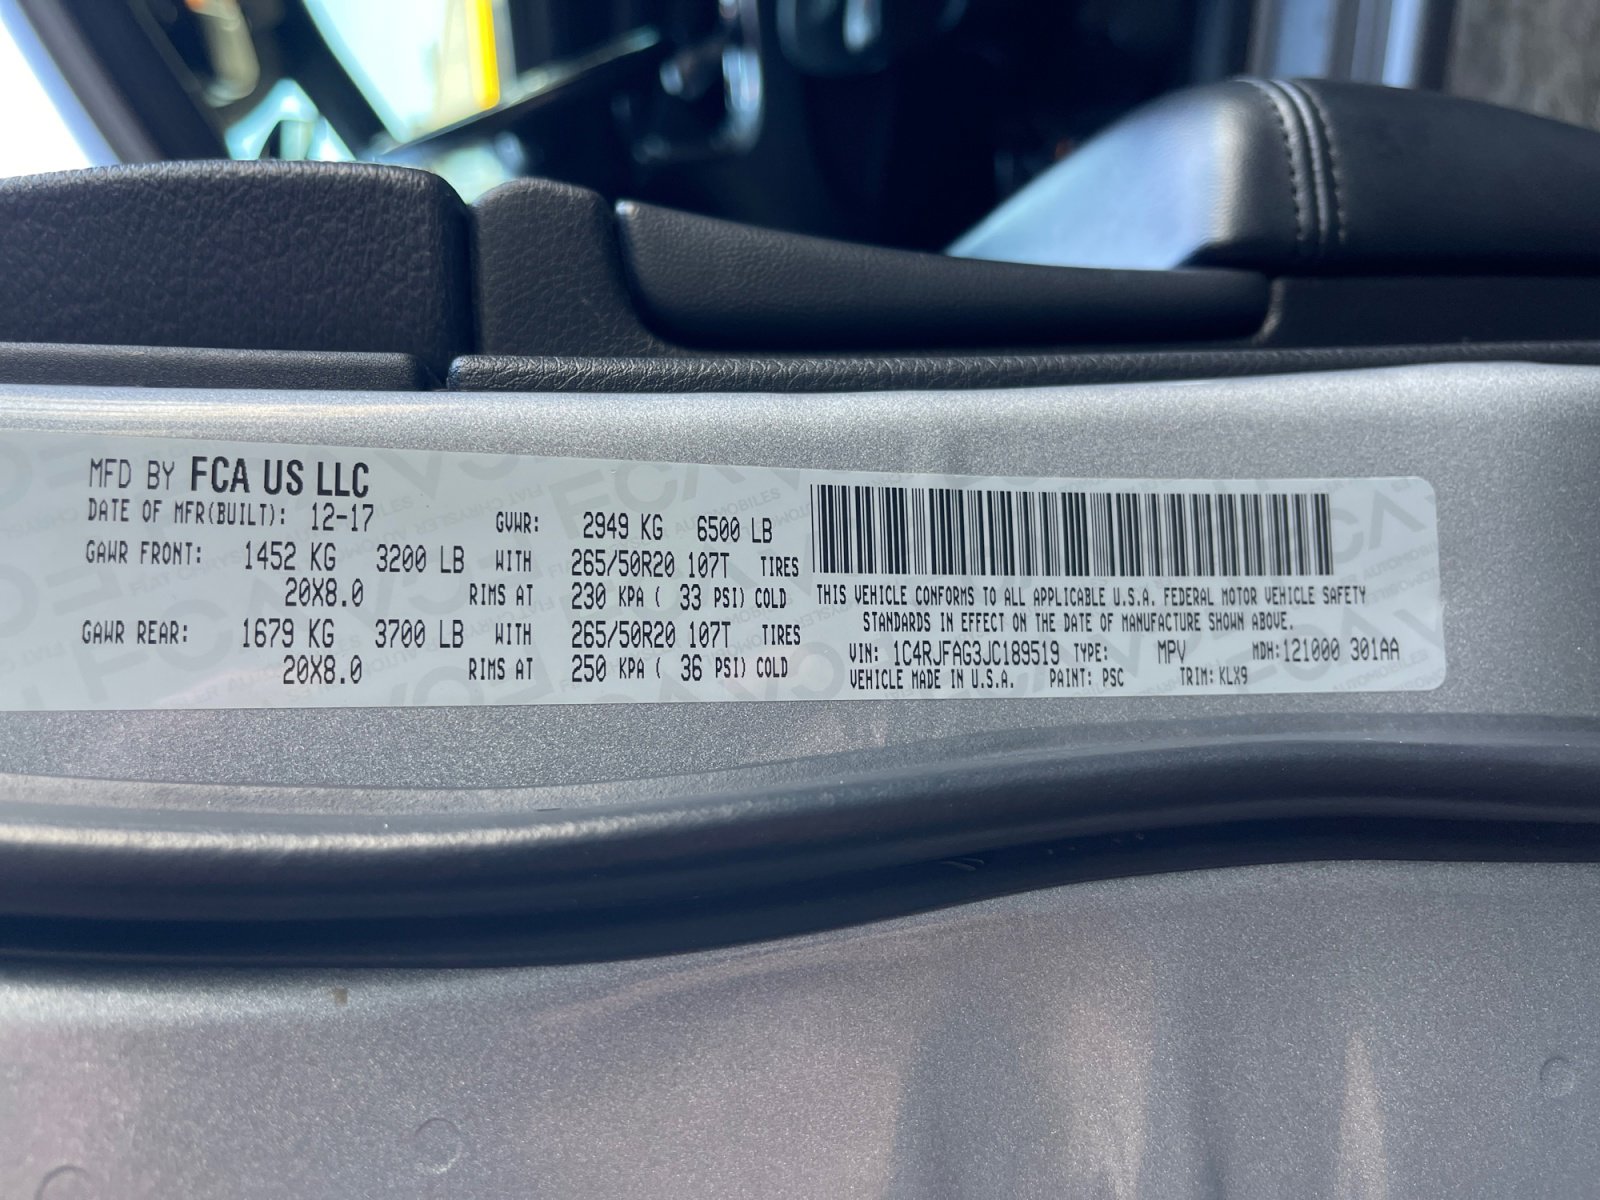 MFD BY FCA US LLC
DATE OF MFR(BUILT): 12-17 GVWR: 2949 KG 6500 LB
GAWR FRONT: 1452 KG 3200 LB WITH 265/50R20 107T TIRES
20X8.0 RIMS AT 230 KPA ( 33 PSI) COLD
GAWR REAR: 1679 KG 3700 LB WITH 265/50R20 107T TIRES
20X8.0 RIMS AT 250 KPA ( 36 PSI) COLD
THIS VEHICLE CONFORMS TO ALL APPLICABLE U.S.A. FEDERAL MOTOR VEHICLE SAFETY
STANDARDS IN EFFECT ON THE DATE OF MANUFACTURE SHOWN ABOVE.
VIN: 1C4RJFAG3JC189519 TYPE: MPV MDH:121000 301AA
VEHICLE MADE IN U.S.A. PAINT: PSC TRIM: KLX9